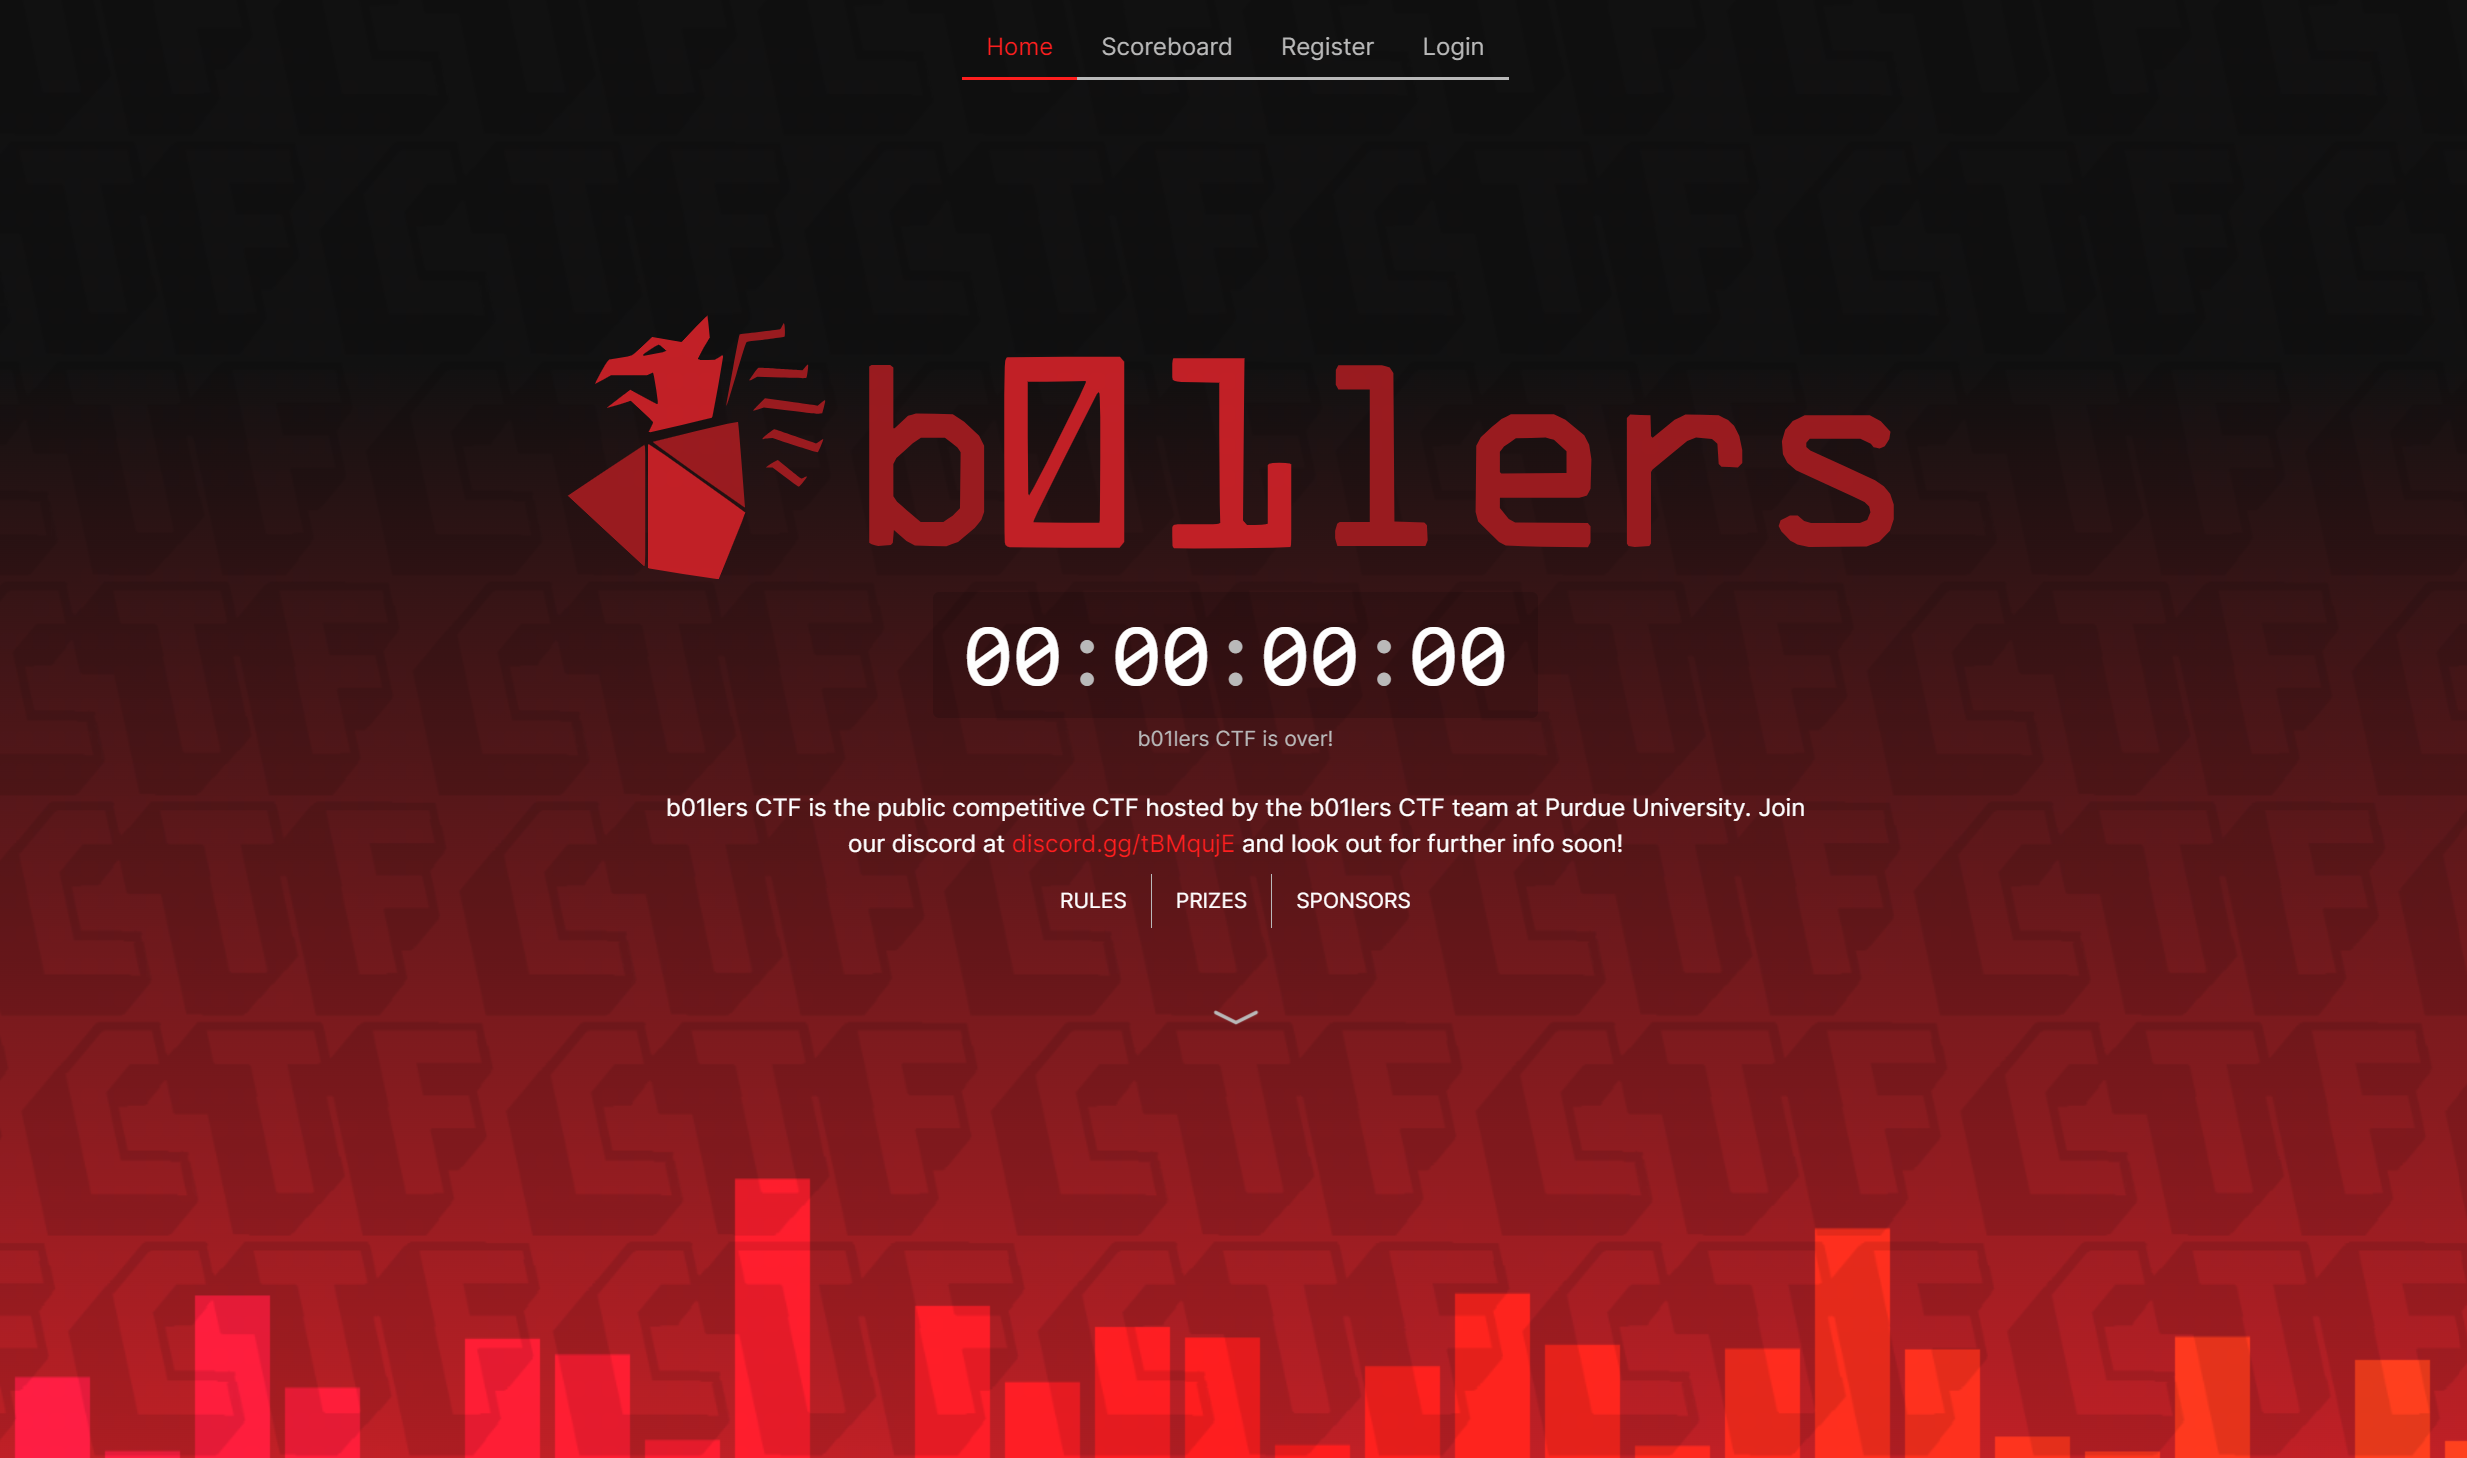 Home Scoreboard Register Login
b01lers
00:00:00:00
b01lers CTF is over!
b01lers CTF is the public competitive CTF hosted by the b01lers CTF team at Purdue University. Join
our discord at discord.gg/tBMqujE and look out for further info soon!
RULES PRIZES SPONSORS